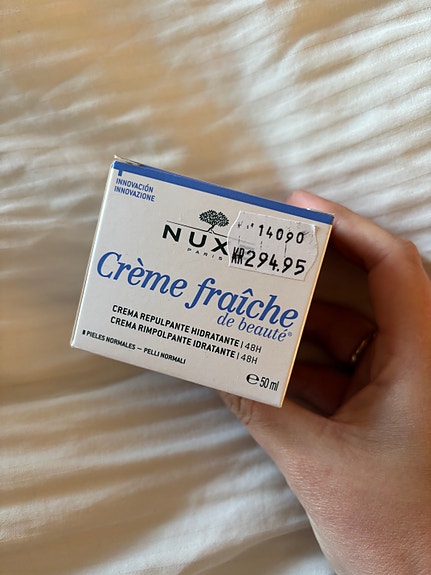 INNOVACIÓN
INNOVAZIONE
NUX
PARIS
14090
KR294.95
Crème fraîche
de beauté®
CREMA REPULPANTE HIDRATANTE | 48H
CREMA RIMPOLPANTE IDRATANTE | 48H
PIELES NORMALES — PELLI NORMALI
℮50 ml